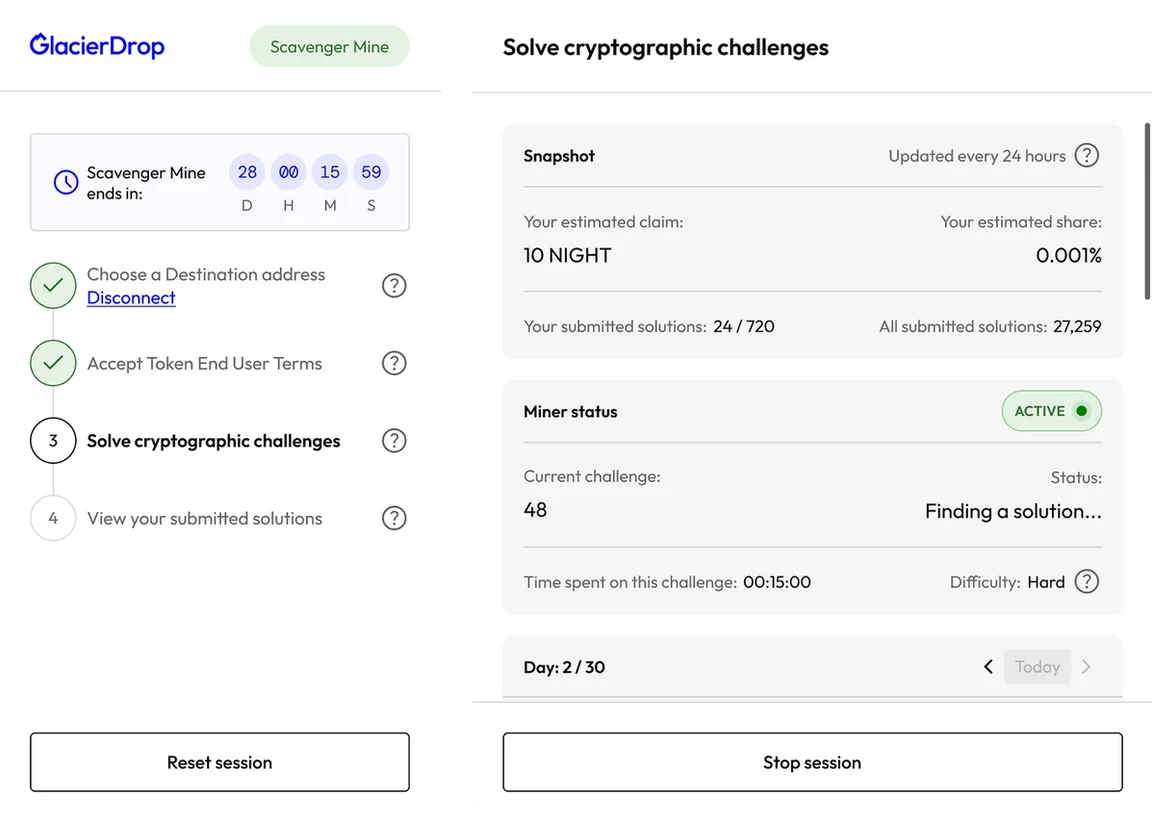 GlacierDrop
Scavenger Mine
Scavenger Mine
ends in:
28 00 15 59
D H M S
Choose a Destination address
Disconnect
?
Accept Token End User Terms
?
3
Solve cryptographic challenges
?
4
View your submitted solutions
?
Reset session
Solve cryptographic challenges
Snapshot
Updated every 24 hours ?
Your estimated claim:
Your estimated share:
10 NIGHT
0.001%
Your submitted solutions: 24 / 720
All submitted solutions: 27,259
Miner status
ACTIVE
Current challenge:
Status:
48
Finding a solution...
Time spent on this challenge: 00:15:00
Difficulty: Hard ?
Day: 2 / 30
Today
Stop session